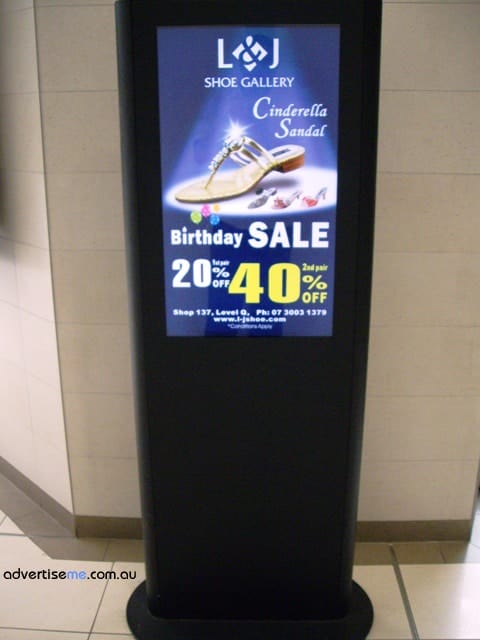 L&J
SHOE GALLERY
Cinderella
Sandal
Birthday SALE
20% OFF 1st pair 40% OFF 2nd pair
Shop 137, Level Q, Ph: 07 3003 1379
www.l-jshoe.com
*Conditions Apply
advertiseme.com.au